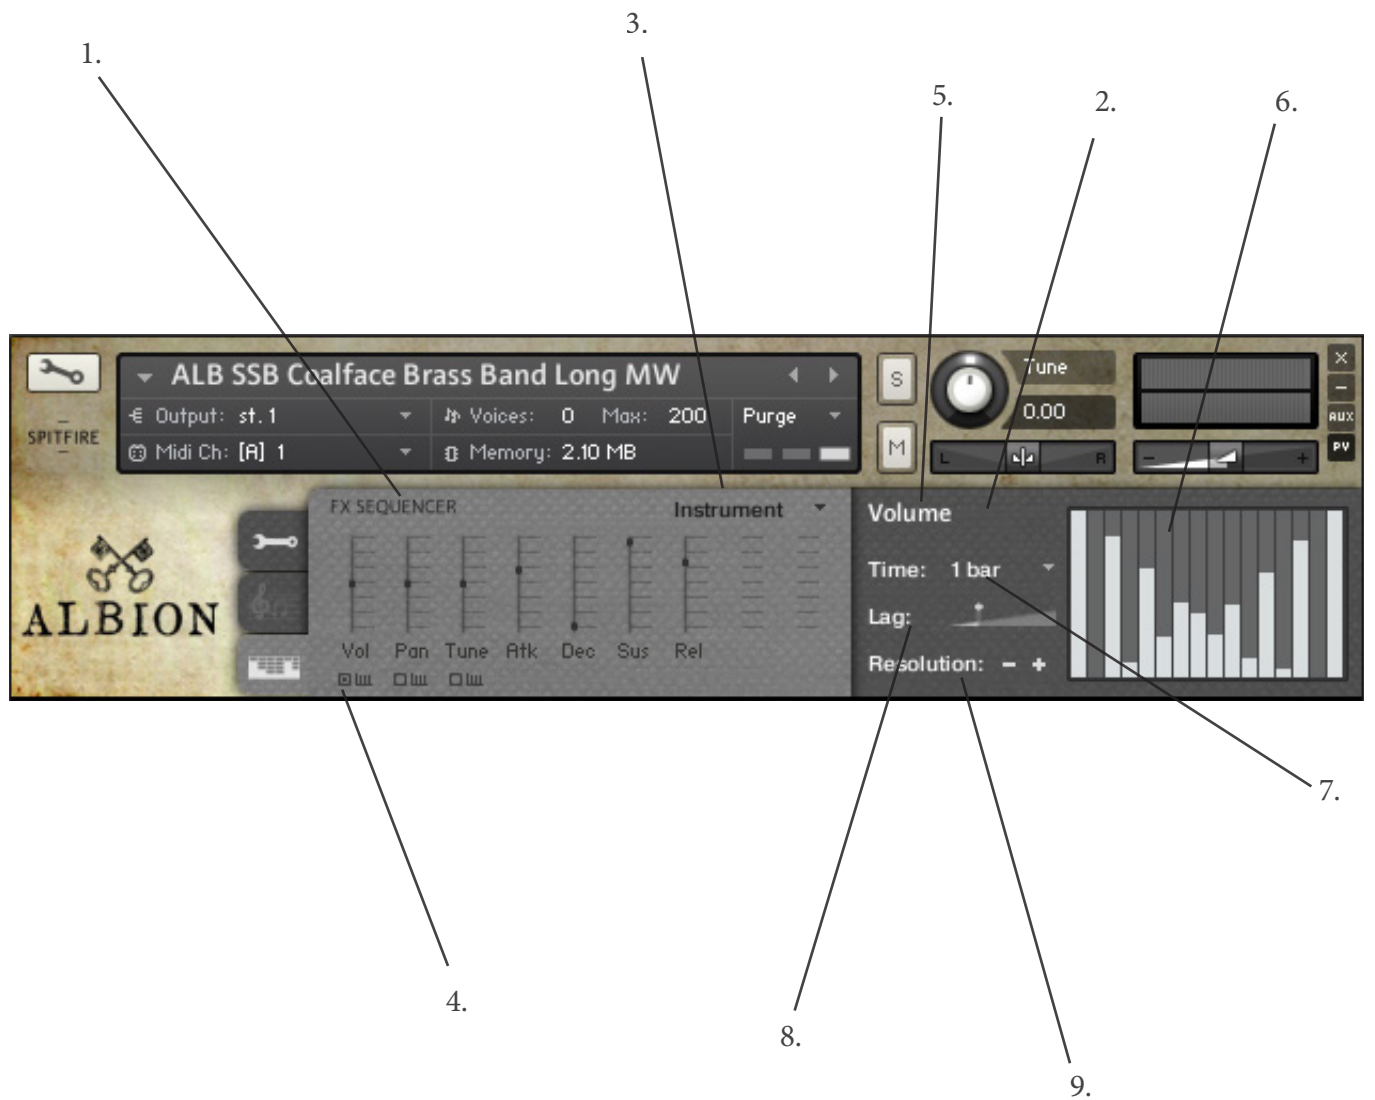 3.
1.
5.
2.
6.
ALB SSB Coalface Brass Band Long MW
S
Tune
X
Output: st. 1
Voices: 0 Max: 200
Purge
0.00
AUX
SPITFIRE
Midi Ch: [A] 1
Memory: 2.10 MB
M
L
R
PV
FX SEQUENCER
Instrument
Volume
Time: 1 bar
ALBION
Lag:
Vol Pan Tune Atk Dec Sus Rel
Resolution: - +
7.
4.
8.
9.